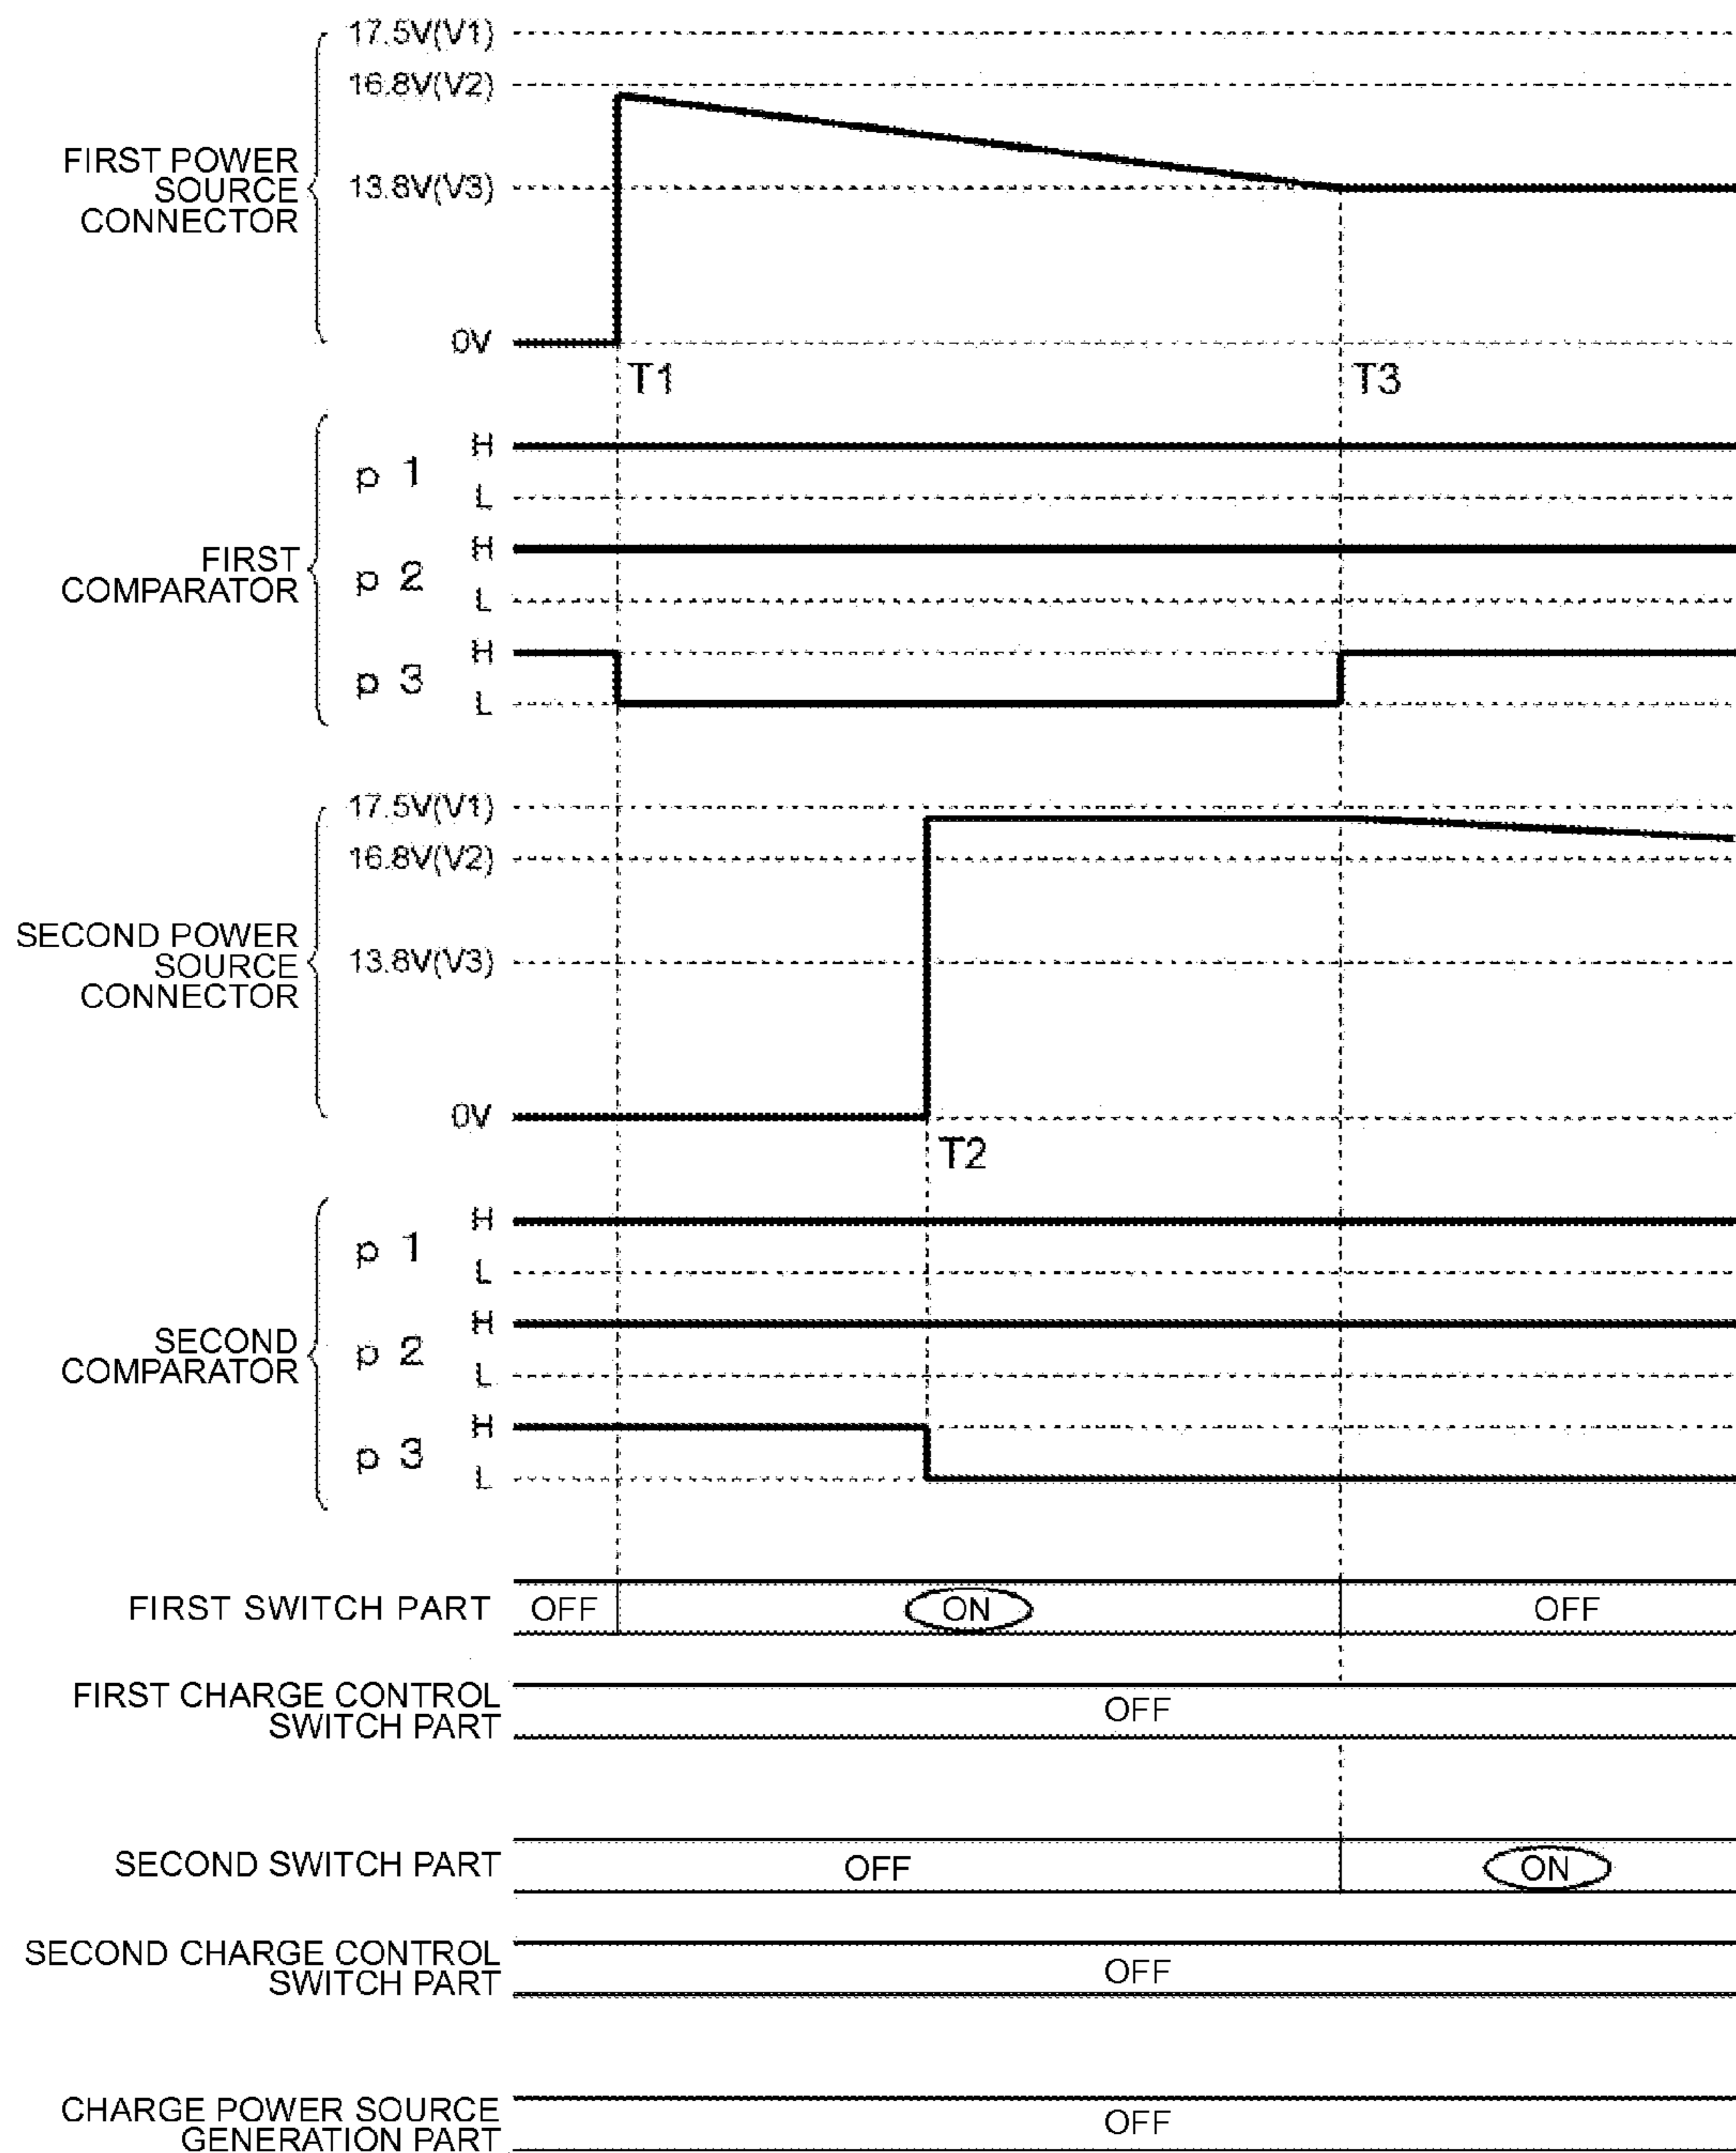 17.5V(V1)
16.8V(V2)
FIRST POWER
SOURCE
CONNECTOR
13.8V(V3)
0V
T1
T3
FIRST
COMPARATOR
p 1
H
L
p 2
H
L
p 3
H
L
17.5V(V1)
16.8V(V2)
SECOND POWER
SOURCE
CONNECTOR
13.8V(V3)
0V
T2
SECOND
COMPARATOR
p 1
H
L
p 2
H
L
p 3
H
L
FIRST SWITCH PART OFF ON OFF
FIRST CHARGE CONTROL
SWITCH PART
OFF
SECOND SWITCH PART OFF ON
SECOND CHARGE CONTROL
SWITCH PART
OFF
CHARGE POWER SOURCE
GENERATION PART
OFF